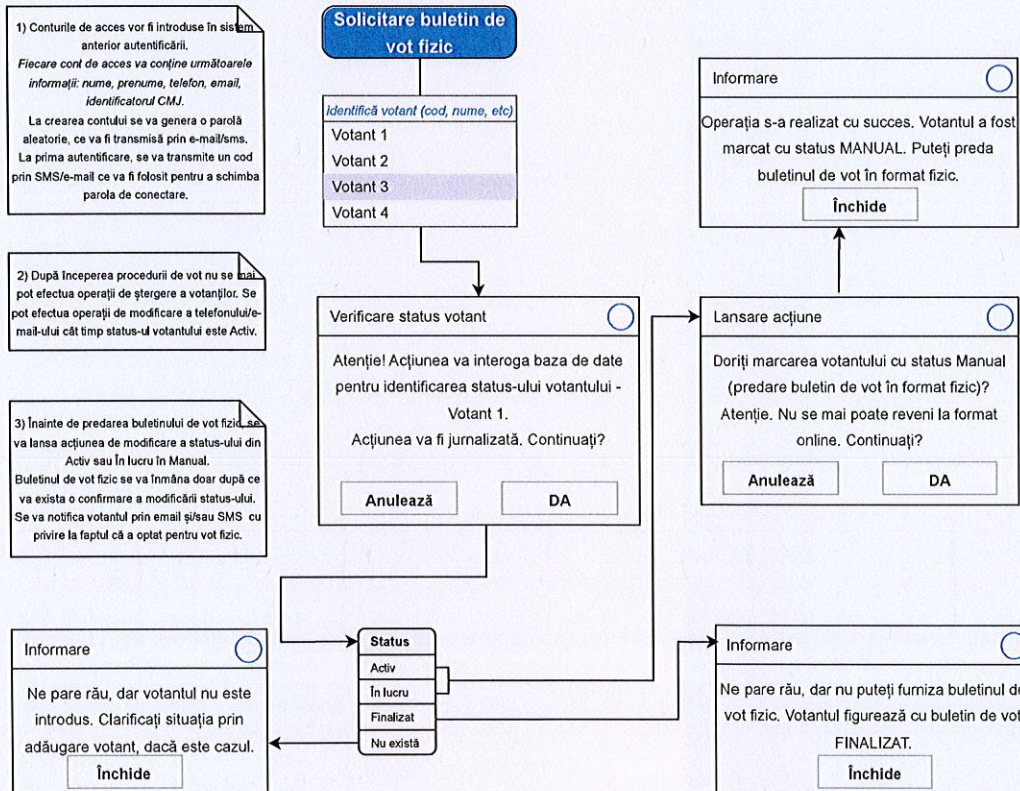 1) Conturile de acces vor fi introduse în sistem
anterior autentificării.
Fiecare cont de acces va conține următoarele
informații: nume, prenume, telefon, email,
identificatorul CMJ.
La crearea contului se va genera o parolă
aleatorie, ce va fi transmisă prin e-mail/sms.
La prima autentificare, se va transmite un cod
prin SMS/e-mail ce va fi folosit pentru a schimba
parola de conectare.
2) După începerea procedurii de vot nu se mai
pot efectua operații de ștergere a votanților. Se
pot efectua operații de modificare a telefonului/e-
mail-ului cât timp status-ul votantului este Activ.
3) Înainte de predarea buletinului de vot fizic, se
va lansa acțiunea de modificare a status-ului din
Activ sau În lucru în Manual.
Buletinul de vot fizic se va înmâna doar după ce
va exista o confirmare a modificării status-ului.
Se va notifica votantul prin email și/sau SMS cu
privire la faptul că a optat pentru vot fizic.
Solicitare buletin de
vot fizic
identifică votant (cod, nume, etc)
Votant 1
Votant 2
Votant 3
Votant 4
Verificare status votant
Atenție! Acțiunea va interoga baza de date
pentru identificarea status-ului votantului -
Votant 1.
Acțiunea va fi jurnalizată. Continuați?
Anulează DA
Informare
Operația s-a realizat cu succes. Votantul a fost
marcat cu status MANUAL. Puteți preda
buletinul de vot în format fizic.
Închide
Lansare acțiune
Doriți marcarea votantului cu status Manual
(predare buletin de vot în format fizic)?
Atenție. Nu se mai poate reveni la format
online. Continuați?
Anulează DA
Informare
Ne pare rău, dar votantul nu este
introdus. Clarificați situația prin
adăugare votant, dacă este cazul.
Închide
Status
Activ
În lucru
Finalizat
Nu există
Informare
Ne pare rău, dar nu puteți furniza buletinul de
vot fizic. Votantul figurează cu buletin de vot
FINALIZAT.
Închide